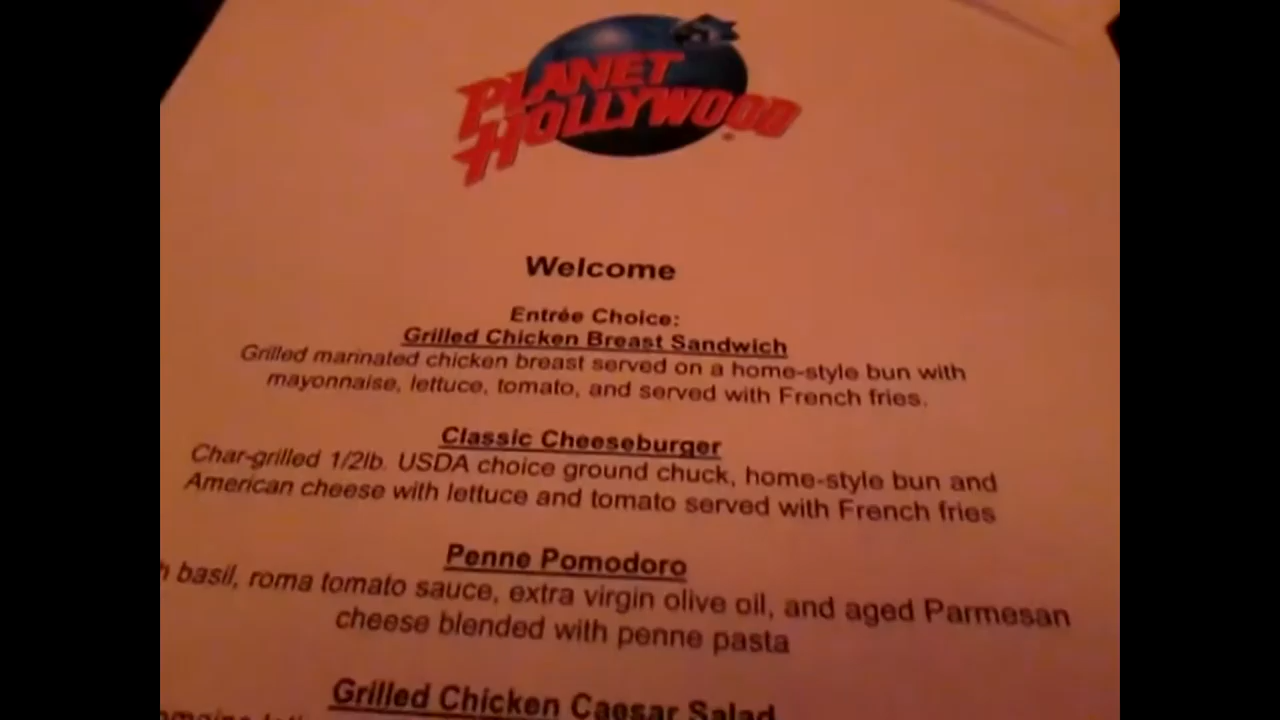 PLANET
HOLLYWOOD
Welcome
Entrée Choice:
Grilled Chicken Breast Sandwich
Grilled marinated chicken breast served on a home-style bun with
mayonnaise, lettuce, tomato, and served with French fries.
Classic Cheeseburger
Char-grilled 1/2lb. USDA choice ground chuck, home-style bun and
American cheese with lettuce and tomato served with French fries
Penne Pomodoro
basil, roma tomato sauce, extra virgin olive oil, and aged Parmesan
cheese blended with penne pasta
Grilled Chicken Caesar Salad